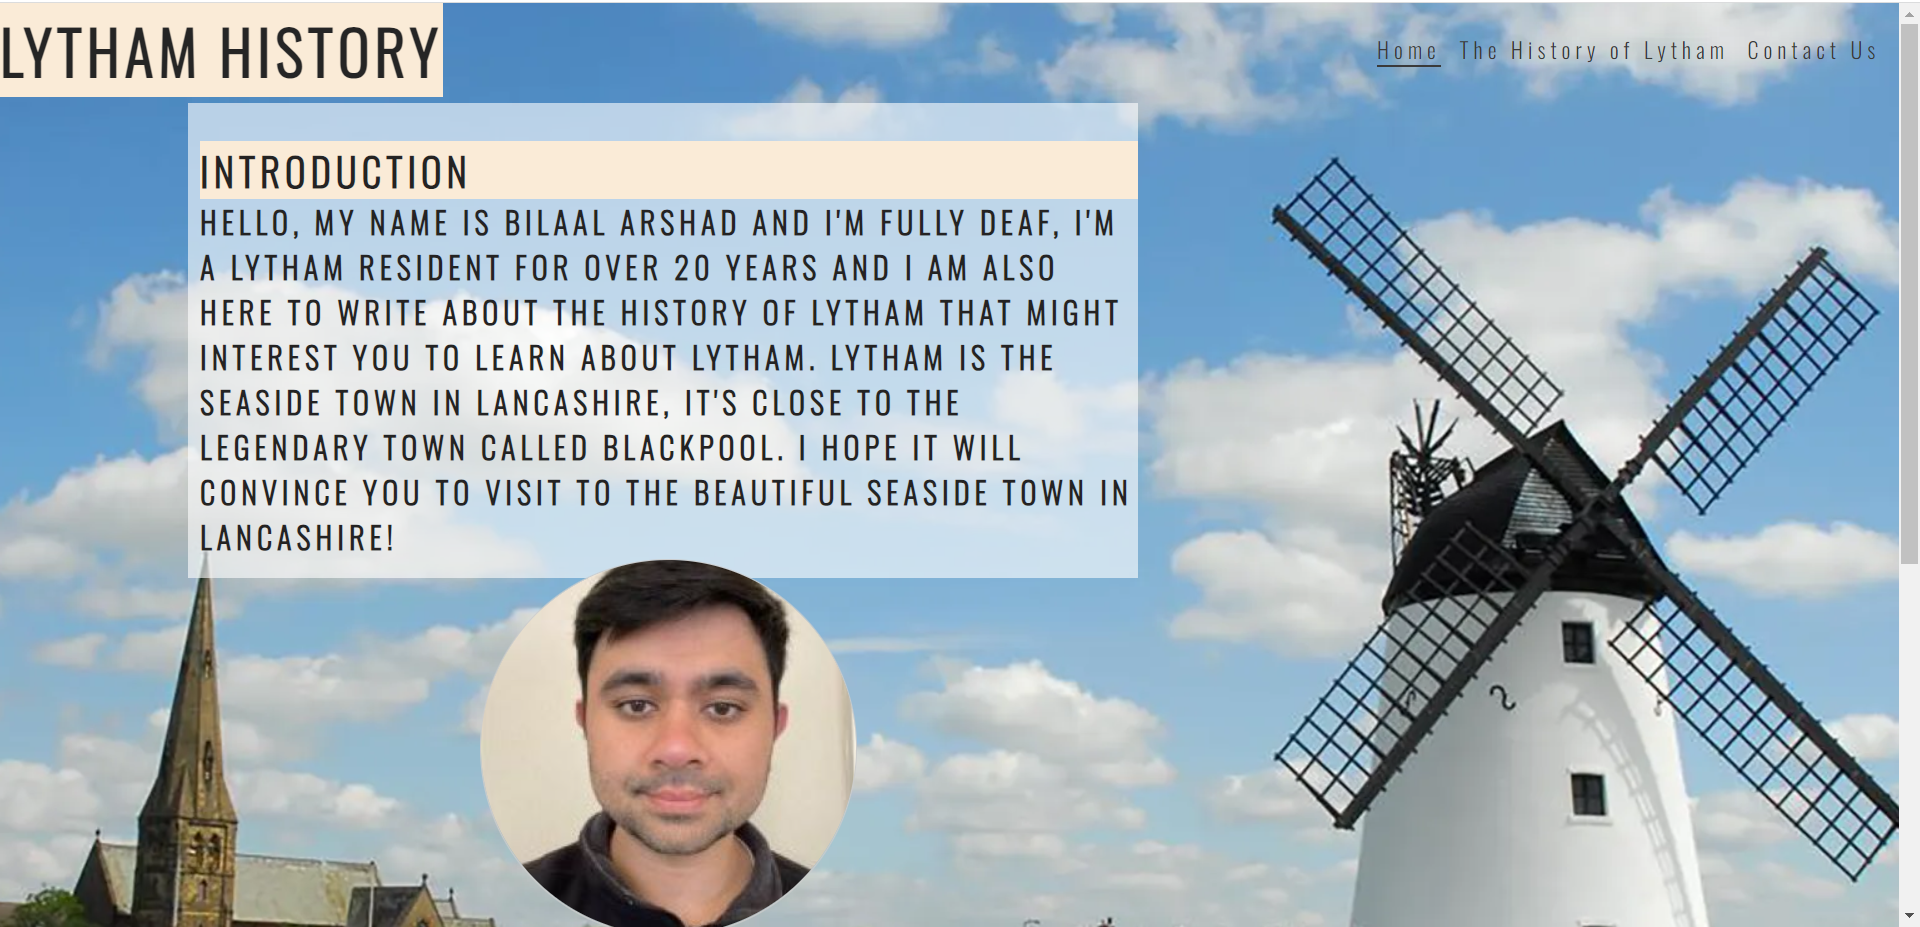 LYTHAM HISTORY
Home The History of Lytham Contact Us
INTRODUCTION
HELLO, MY NAME IS BILAAL ARSHAD AND I'M FULLY DEAF, I'M
A LYTHAM RESIDENT FOR OVER 20 YEARS AND I AM ALSO
HERE TO WRITE ABOUT THE HISTORY OF LYTHAM THAT MIGHT
INTEREST YOU TO LEARN ABOUT LYTHAM. LYTHAM IS THE
SEASIDE TOWN IN LANCASHIRE, IT'S CLOSE TO THE
LEGENDARY TOWN CALLED BLACKPOOL. I HOPE IT WILL
CONVINCE YOU TO VISIT TO THE BEAUTIFUL SEASIDE TOWN IN
LANCASHIRE!